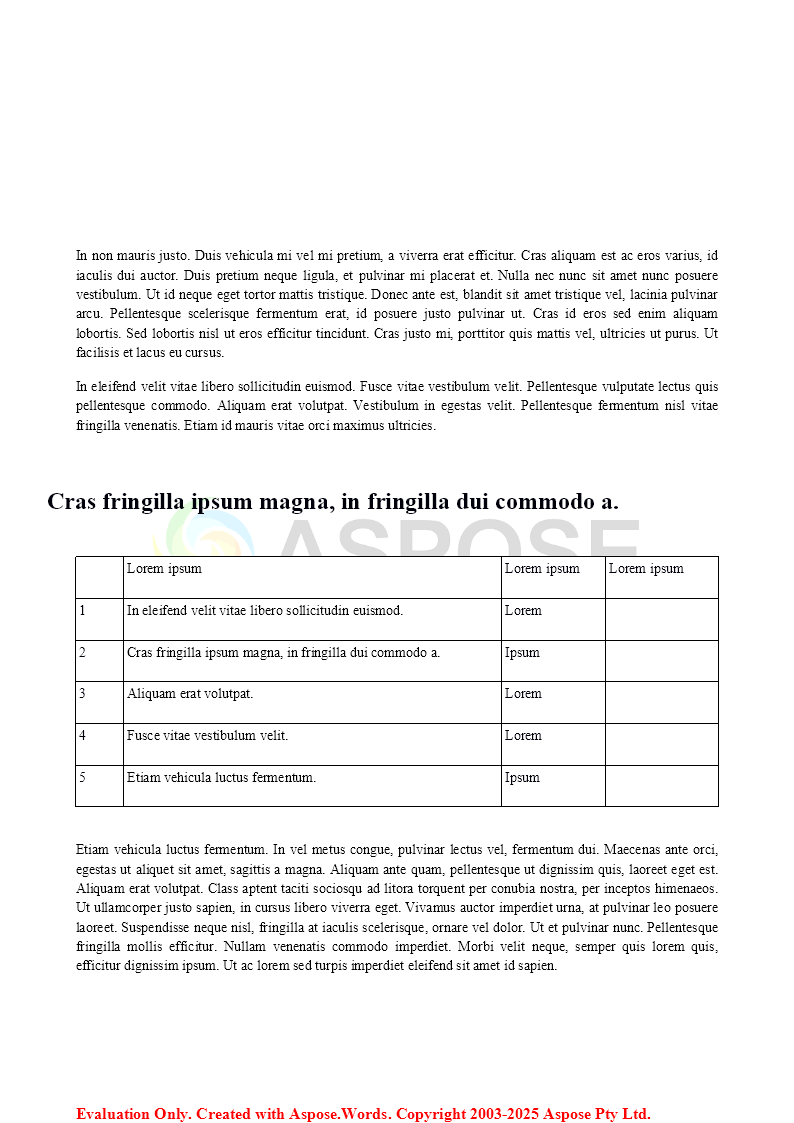 In non mauris justo. Duis vehicula mi vel mi pretium, a viverra erat efficitur. Cras aliquam est ac eros varius, id
iaculis dui auctor. Duis pretium neque ligula, et pulvinar mi placerat et. Nulla nec nunc sit amet nunc posuere
vestibulum. Ut id neque eget tortor mattis tristique. Donec ante est, blandit sit amet tristique vel, lacinia pulvinar
arcu. Pellentesque scelerisque fermentum erat, id posuere justo pulvinar ut. Cras id eros sed enim aliquam
lobortis. Sed lobortis nisl ut eros efficitur tincidunt. Cras justo mi, porttitor quis mattis vel, ultricies ut purus. Ut
facilisis et lacus eu cursus.
In eleifend velit vitae libero sollicitudin euismod. Fusce vitae vestibulum velit. Pellentesque vulputate lectus quis
pellentesque commodo. Aliquam erat volutpat. Vestibulum in egestas velit. Pellentesque fermentum nisl vitae
fringilla venenatis. Etiam id mauris vitae orci maximus ultricies.
Cras fringilla ipsum magna, in fringilla dui commodo a.
ASPOSE
Lorem ipsum Lorem ipsum Lorem ipsum
1 In eleifend velit vitae libero sollicitudin euismod. Lorem
2 Cras fringilla ipsum magna, in fringilla dui commodo a. Ipsum
3 Aliquam erat volutpat. Lorem
4 Fusce vitae vestibulum velit. Lorem
5 Etiam vehicula luctus fermentum. Ipsum
Etiam vehicula luctus fermentum. In vel metus congue, pulvinar lectus vel, fermentum dui. Maecenas ante orci,
egestas ut aliquet sit amet, sagittis a magna. Aliquam ante quam, pellentesque ut dignissim quis, laoreet eget est.
Aliquam erat volutpat. Class aptent taciti sociosqu ad litora torquent per conubia nostra, per inceptos himenaeos.
Ut ullamcorper justo sapien, in cursus libero viverra eget. Vivamus auctor imperdiet urna, at pulvinar leo posuere
laoreet. Suspendisse neque nisl, fringilla at iaculis scelerisque, ornare vel dolor. Ut et pulvinar nunc. Pellentesque
fringilla mollis efficitur. Nullam venenatis commodo imperdiet. Morbi velit neque, semper quis lorem quis,
efficitur dignissim ipsum. Ut ac lorem sed turpis imperdiet eleifend sit amet id sapien.
Evaluation Only. Created with Aspose.Words. Copyright 2003-2025 Aspose Pty Ltd.